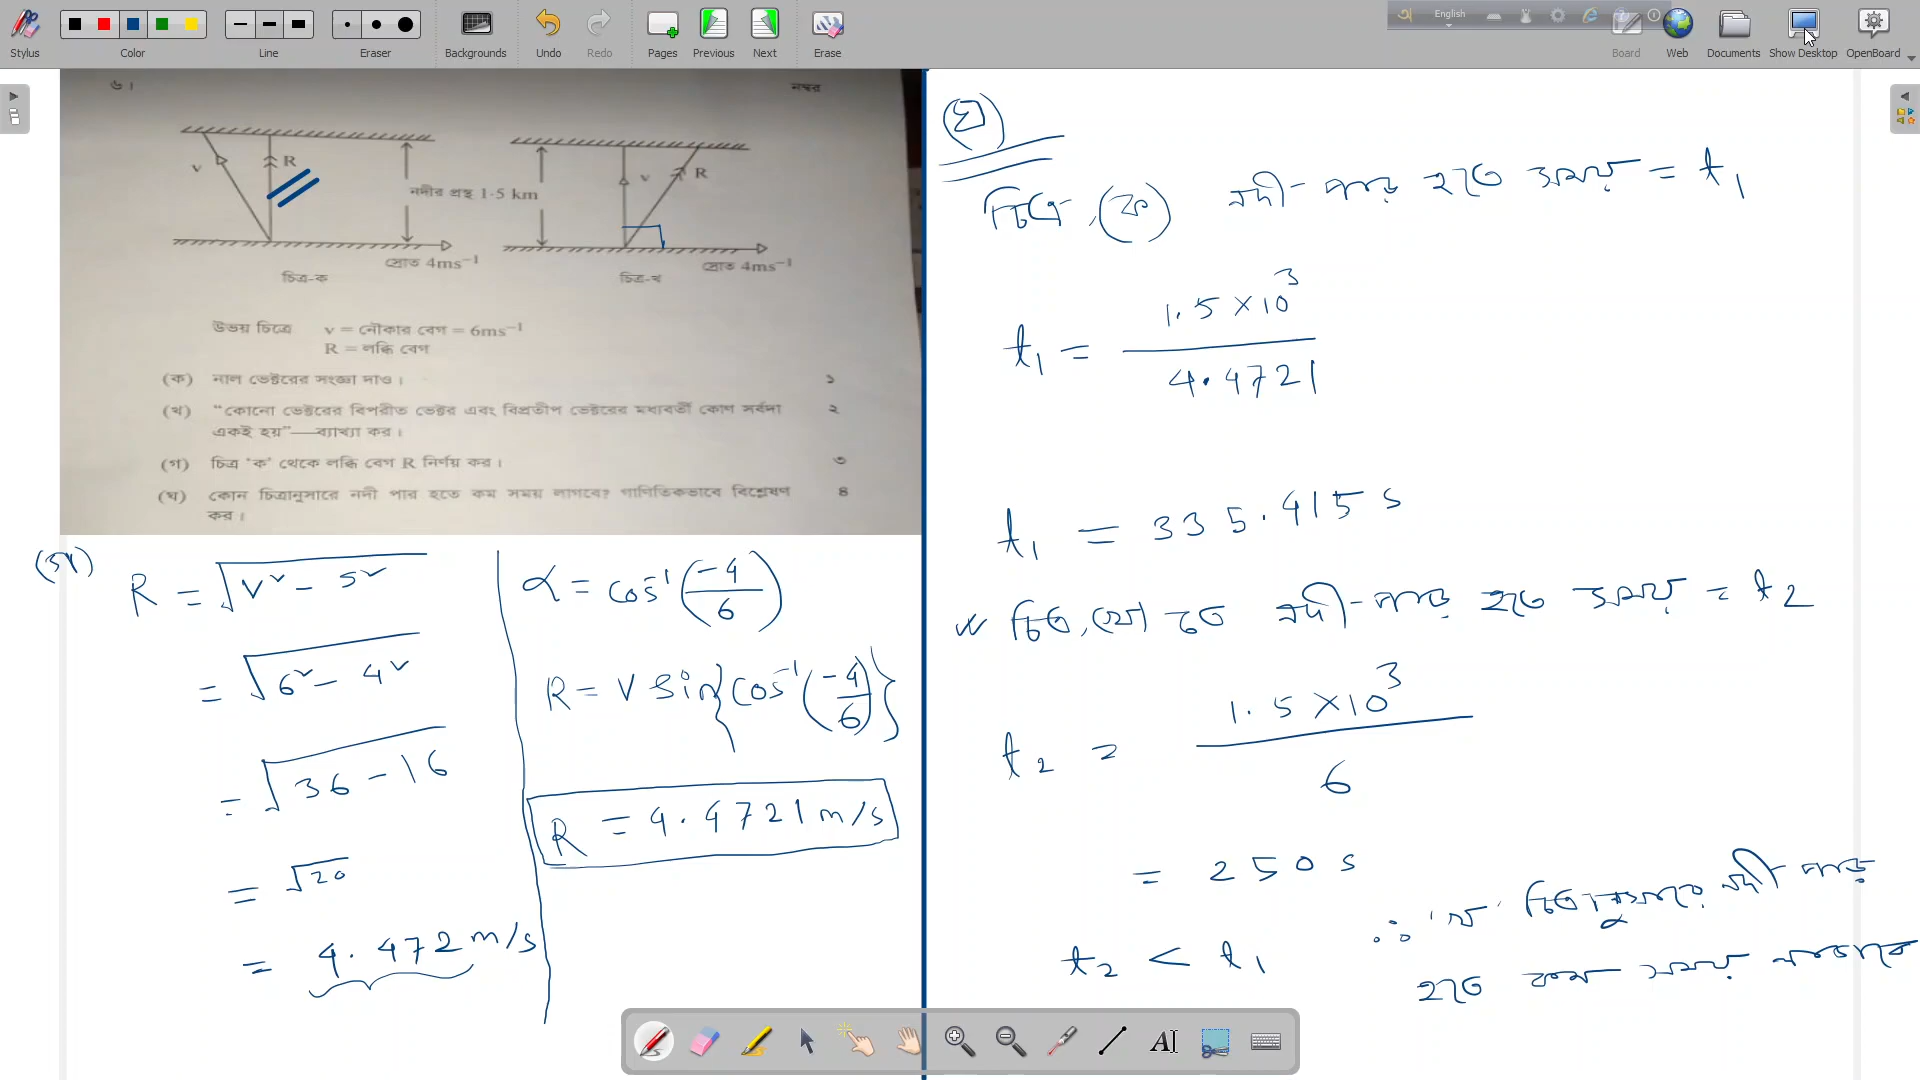 Stylus
Color
Line
Eraser
Backgrounds
Undo
Redo
Pages
Previous
Next
Erase
English
Board
Web
Documents
Show Desktop
OpenBoard
৬।
নম্বর
v
R
নদীর প্রস্থ 1·5 km
v
R
স্রোত 4ms⁻¹
স্রোত 4ms⁻¹
চিত্র-ক
চিত্র-খ
উভয় চিত্রে v = নৌকার বেগ = 6ms⁻¹
R = লব্ধি বেগ
(ক) নাল ভেক্টরের সংজ্ঞা দাও। ১
(খ) “কোনো ভেক্টরের বিপরীত ভেক্টর এবং বিপ্রতীপ ভেক্টরের মধ্যবর্তী কোণ সর্বদা ২
একই হয়”—ব্যাখ্যা কর।
(গ) চিত্র ‘ক’ থেকে লব্ধি বেগ R নির্ণয় কর। ৩
(ঘ) কোন চিত্রানুসারে নদী পার হতে কম সময় লাগবে? গাণিতিকভাবে বিশ্লেষণ ৪
কর।
(গ) R = √v² - s²
= √6² - 4²
= √36 - 16
= √20
= 4.472 m/s
α = cos⁻¹(-4/6)
R = V sin{cos⁻¹(-4/6)}
R = 4.4721 m/s
(ঘ)
চিত্র, (ক) নদী পাড় হতে সময় = t₁
t₁ = 1.5×10³ / 4.4721
t₁ = 335.415 s
চিত্র, (খ) হতে নদী পাড় হতে সময় = t₂
t₂ = 1.5×10³ / 6
= 250 s
t₂ < t₁
∴ 'খ' চিত্রানুসারে নদী পাড়
হতে কম সময়